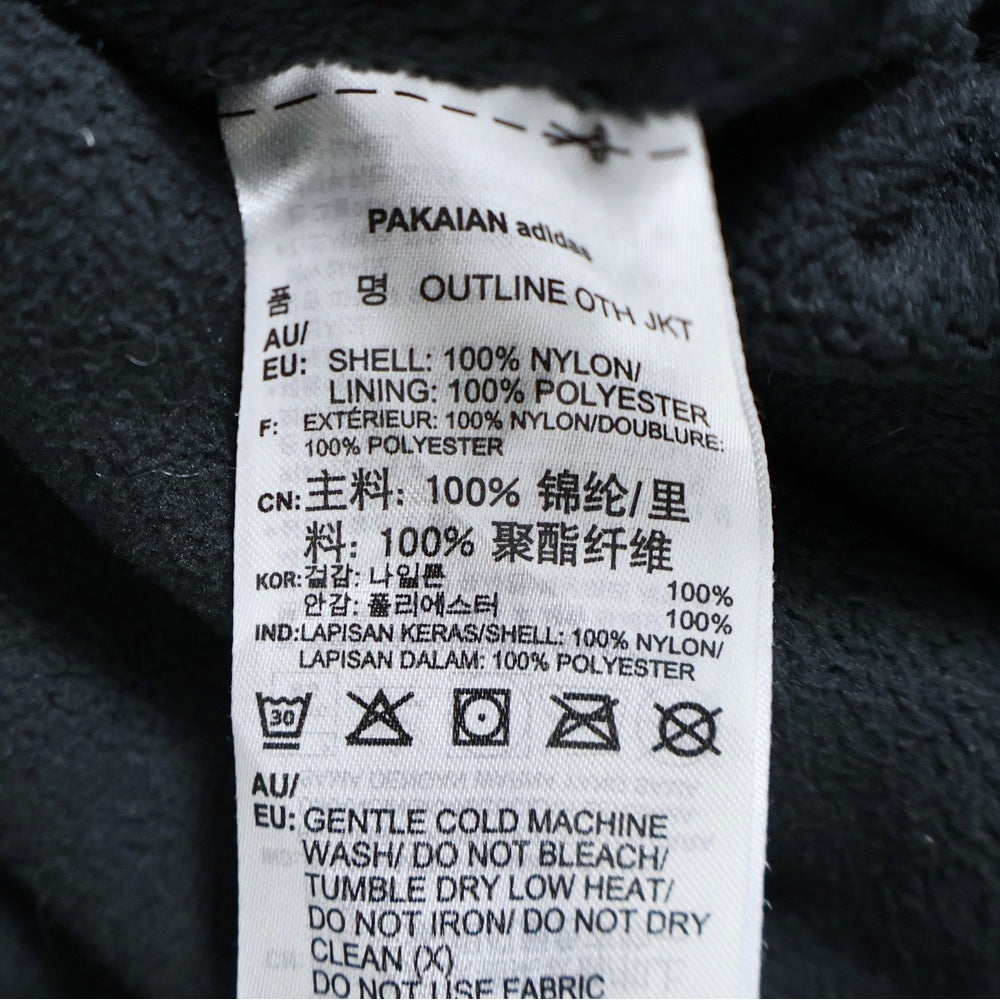 PAKAIAN adidas
품 명 OUTLINE OTH JKT
AU/
EU: SHELL: 100% NYLON/
LINING: 100% POLYESTER
F: EXTÉRIEUR: 100% NYLON/DOUBLURE:
100% POLYESTER
CN: 主料: 100% 锦纶/里
料: 100% 聚酯纤维
KOR: 겉감: 나일론 100%
안감: 폴리에스터 100%
IND: LAPISAN KERAS/SHELL: 100% NYLON/
LAPISAN DALAM: 100% POLYESTER
30
AU/
EU: GENTLE COLD MACHINE
WASH/ DO NOT BLEACH/
TUMBLE DRY LOW HEAT/
DO NOT IRON/ DO NOT DRY
CLEAN (X)
DO NOT USE FABRIC